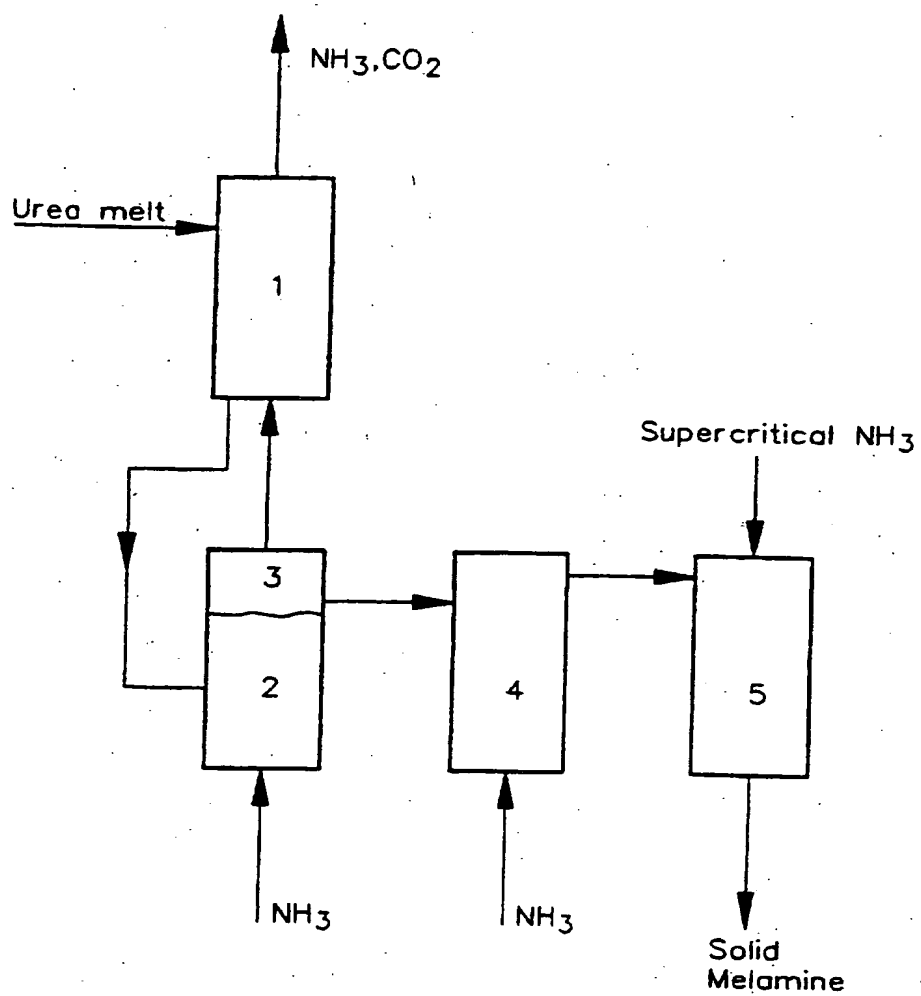 NH3,CO2
Urea melt
1
Supercritical NH3
3
2
4
5
NH3
NH3
Solid
Melamine